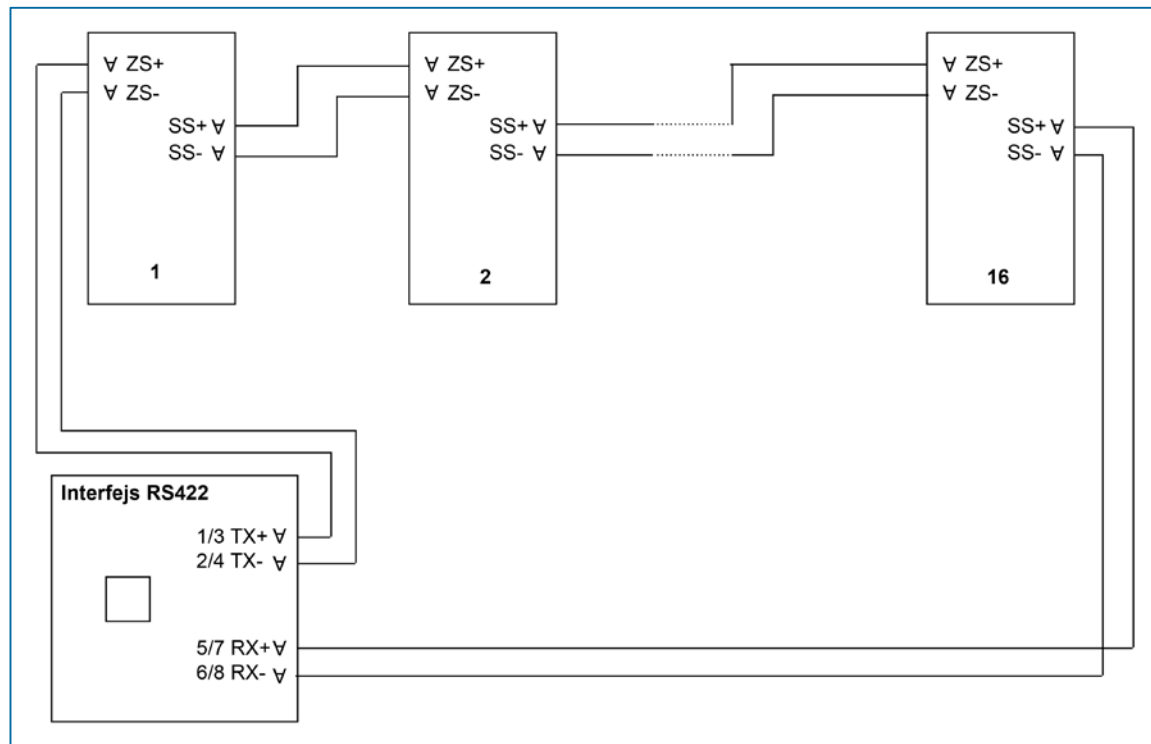 ∀ ZS+
∀ ZS-
SS+ ∀
SS- ∀
1
∀ ZS+
∀ ZS-
SS+ ∀
SS- ∀
2
∀ ZS+
∀ ZS-
SS+ ∀
SS- ∀
16
Interfejs RS422
1/3 TX+ ∀
2/4 TX- ∀
5/7 RX+ ∀
6/8 RX- ∀